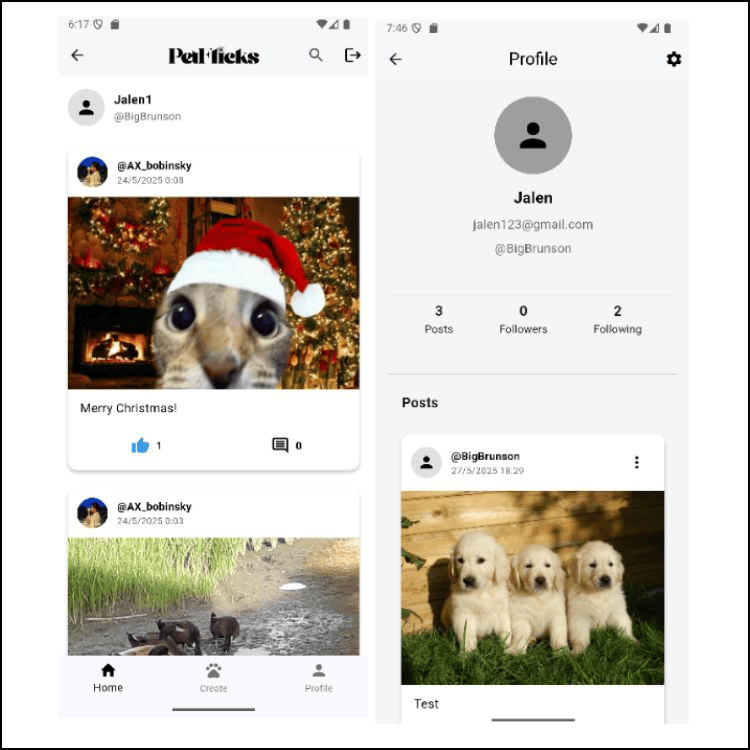 6:17
PetFlicks
Jalen1
@BigBrunson
@AX_bobinsky
24/5/2025 0:08
Merry Christmas!
1
0
@AX_bobinsky
24/5/2025 0:03
Home
Create
Profile
7:46
Profile
Jalen
jalen123@gmail.com
@BigBrunson
3 0 2
Posts Followers Following
Posts
@BigBrunson
27/5/2025 18:29
Test